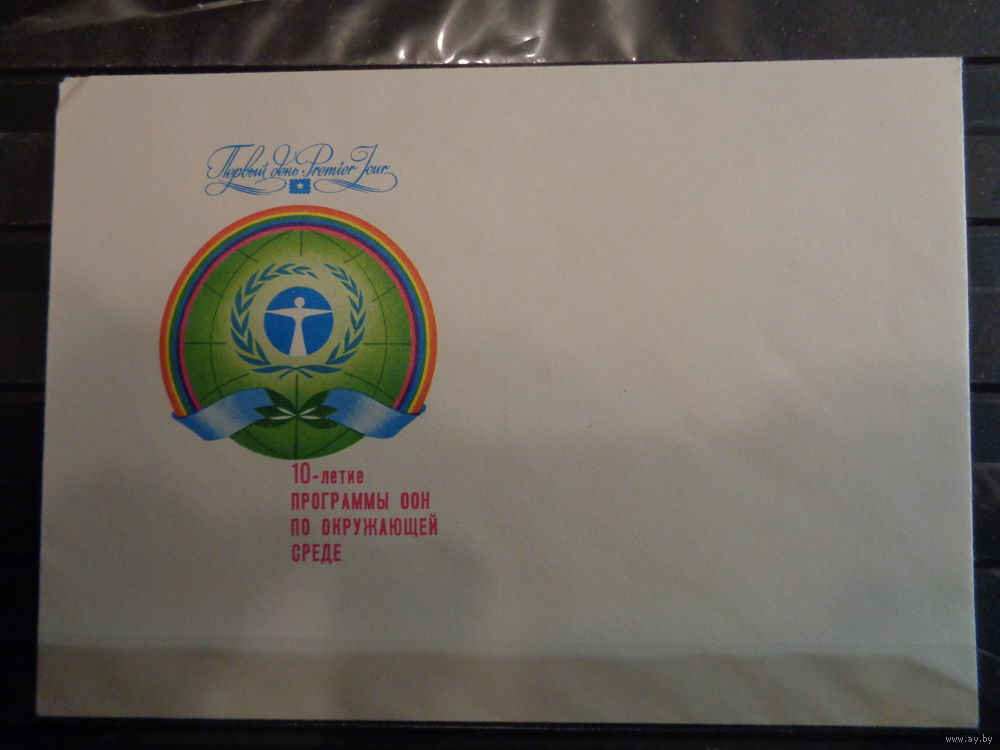 Первый день · Premier Jour
10-летие
ПРОГРАММЫ ООН
ПО ОКРУЖАЮЩЕЙ
СРЕДЕ
www.ay.by